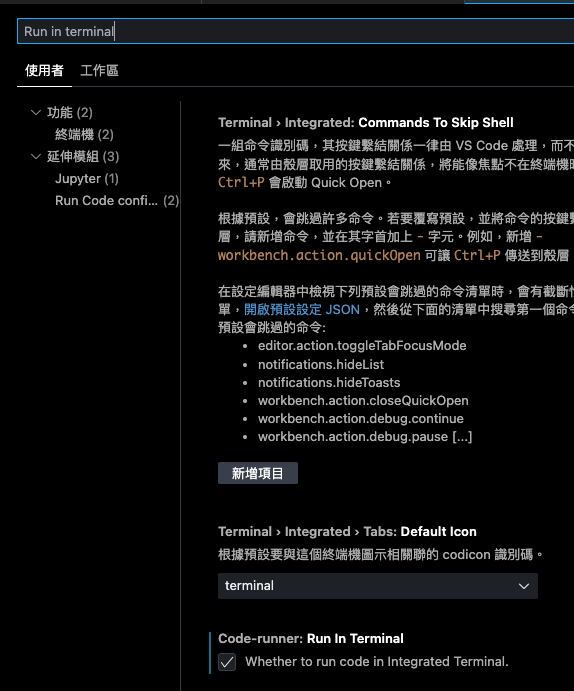 Run in terminal
使用者 工作區
功能 (2)
終端機 (2)
延伸模組 (3)
Jupyter (1)
Run Code confi... (2)
Terminal › Integrated: Commands To Skip Shell
一組命令識別碼，其按鍵繫結關係一律由 VS Code 處理，而不
來，通常由殼層取用的按鍵繫結關係，將能像焦點不在終端機時
Ctrl+P 會啟動 Quick Open。
根據預設，會跳過許多命令。若要覆寫預設，並將命令的按鍵繫
層，請新增命令，並在其字首加上 - 字元。例如，新增 -
workbench.action.quickOpen 可讓 Ctrl+P 傳送到殼層
在設定編輯器中檢視下列預設會跳過的命令清單時，會有截斷情
單，開啟預設設定 JSON，然後從下面的清單中搜尋第一個命令
預設會跳過的命令:
• editor.action.toggleTabFocusMode
• notifications.hideList
• notifications.hideToasts
• workbench.action.closeQuickOpen
• workbench.action.debug.continue
• workbench.action.debug.pause [...]
新增項目
Terminal › Integrated › Tabs: Default Icon
根據預設要與這個終端機圖示相關聯的 codicon 識別碼。
terminal
Code-runner: Run In Terminal
Whether to run code in Integrated Terminal.